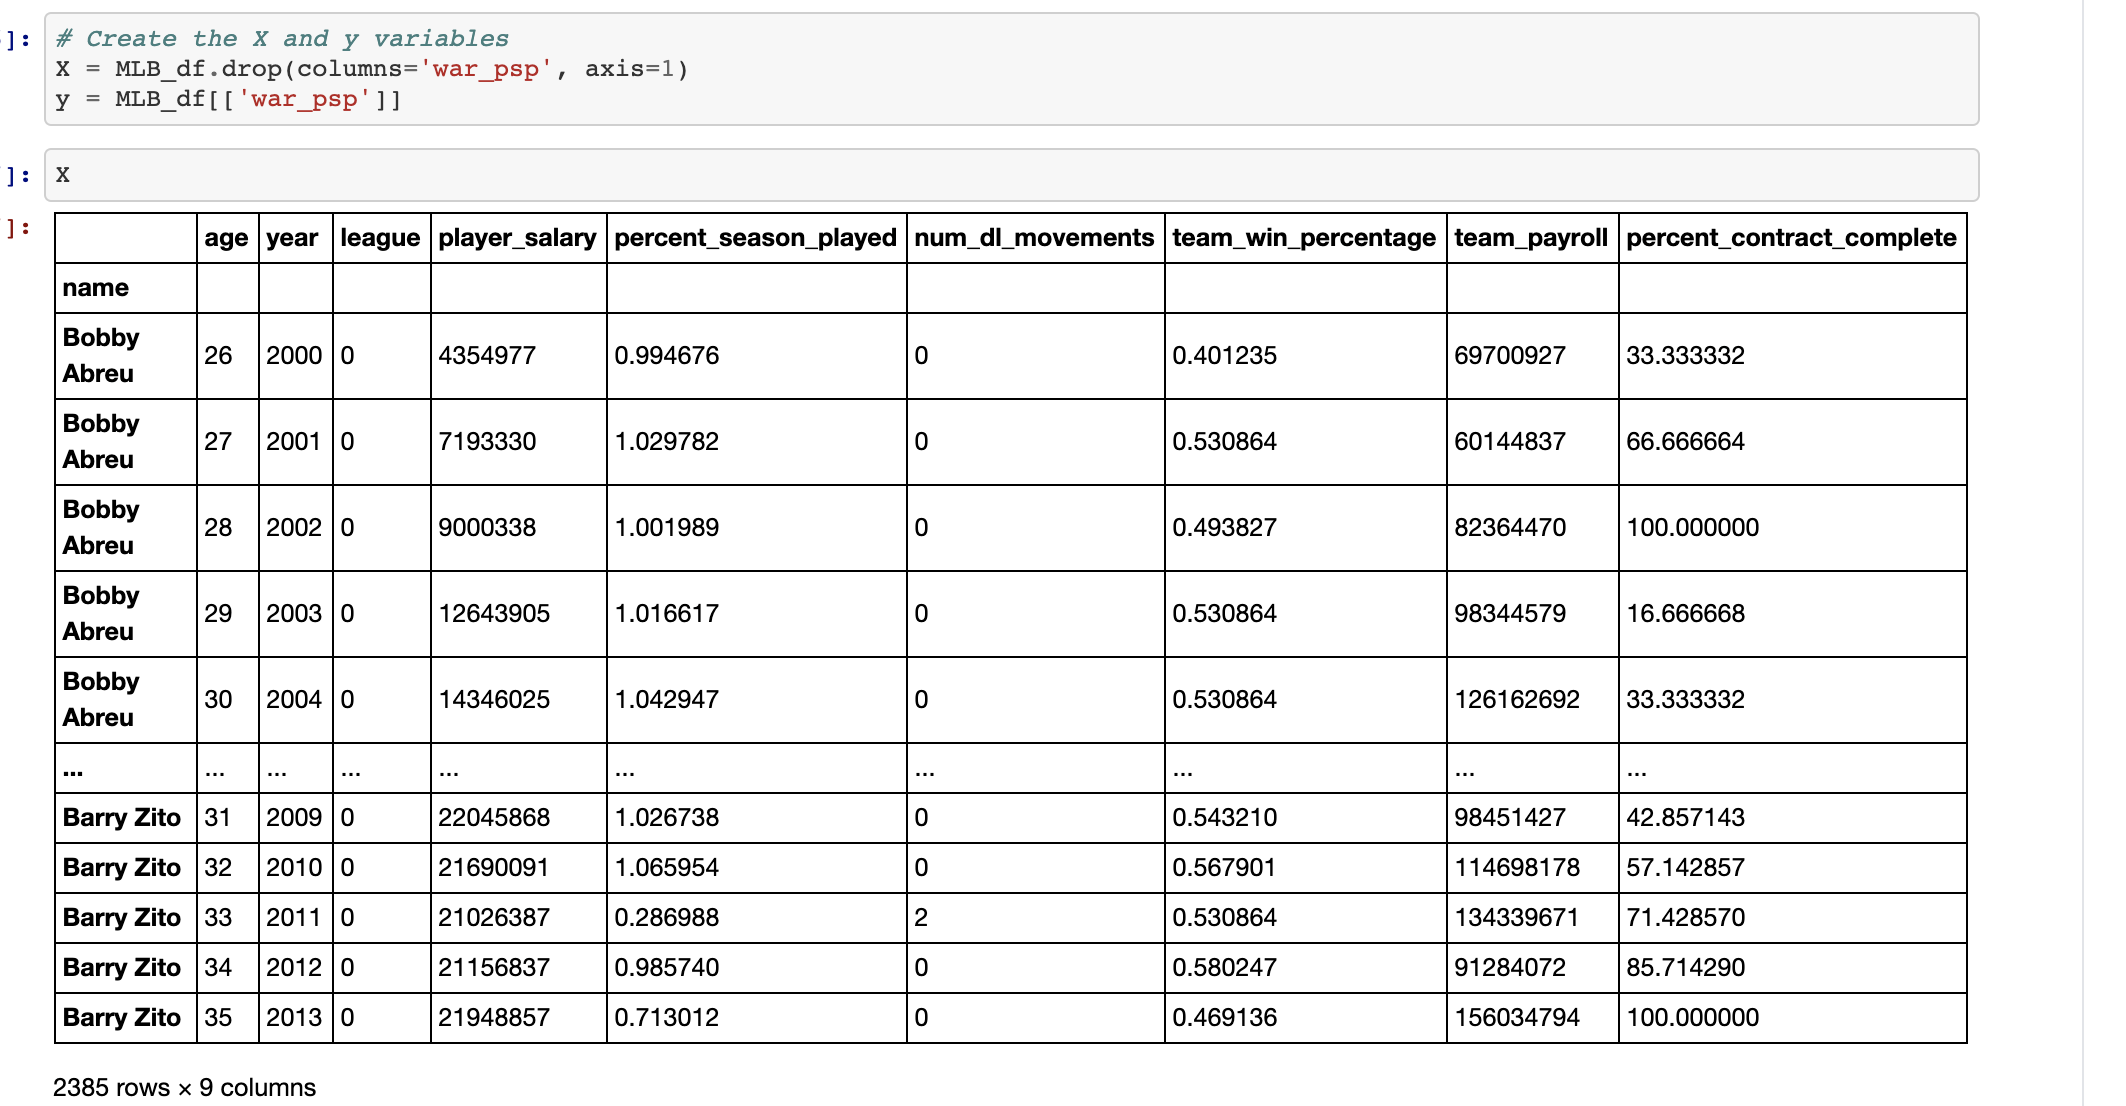 ]:
# Create the X and y variables
X = MLB_df.drop(columns='war_psp', axis=1)
y = MLB_df[['war_psp']]
]:
X
]:
age year league player_salary percent_season_played num_dl_movements team_win_percentage team_payroll percent_contract_complete
name
Bobby Abreu 26 2000 0 4354977 0.994676 0 0.401235 69700927 33.333332
Bobby Abreu 27 2001 0 7193330 1.029782 0 0.530864 60144837 66.666664
Bobby Abreu 28 2002 0 9000338 1.001989 0 0.493827 82364470 100.000000
Bobby Abreu 29 2003 0 12643905 1.016617 0 0.530864 98344579 16.666668
Bobby Abreu 30 2004 0 14346025 1.042947 0 0.530864 126162692 33.333332
... ... ... ... ... ... ... ... ... ...
Barry Zito 31 2009 0 22045868 1.026738 0 0.543210 98451427 42.857143
Barry Zito 32 2010 0 21690091 1.065954 0 0.567901 114698178 57.142857
Barry Zito 33 2011 0 21026387 0.286988 2 0.530864 134339671 71.428570
Barry Zito 34 2012 0 21156837 0.985740 0 0.580247 91284072 85.714290
Barry Zito 35 2013 0 21948857 0.713012 0 0.469136 156034794 100.000000
2385 rows × 9 columns